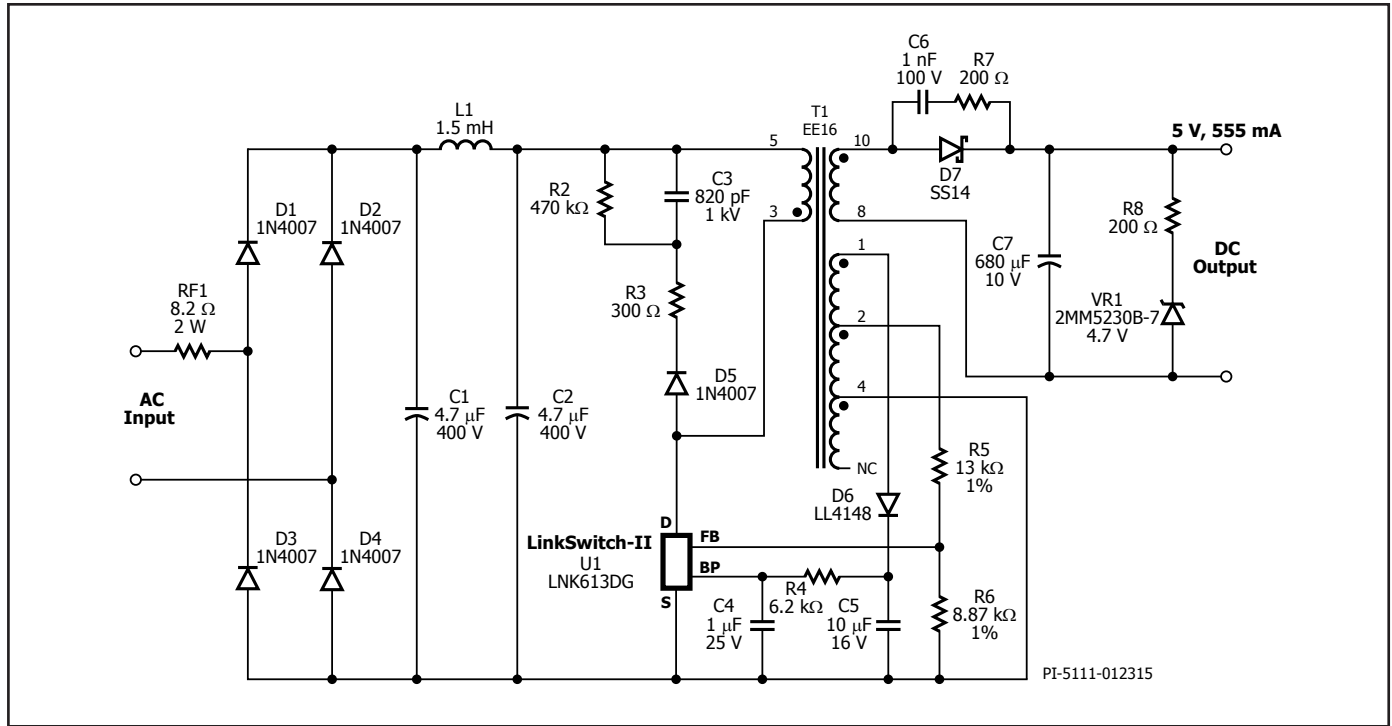 C6
1 nF
100 V
R7
200 Ω
L1
1.5 mH
T1
EE16
5 V, 555 mA
5
10
D7
SS14
R2
470 kΩ
C3
820 pF
1 kV
3
8
D1
1N4007
D2
1N4007
R8
200 Ω
1
C7
680 μF
10 V
DC
Output
RF1
8.2 Ω
2 W
R3
300 Ω
2
VR1
2MM5230B-7
4.7 V
D5
1N4007
4
AC
Input
C1
4.7 μF
400 V
C2
4.7 μF
400 V
NC
R5
13 kΩ
1%
D6
LL4148
D3
1N4007
D4
1N4007
D
LinkSwitch-II
U1
LNK613DG
FB
BP
S
R4
6.2 kΩ
C4
1 μF
25 V
C5
10 μF
16 V
R6
8.87 kΩ
1%
PI-5111-012315